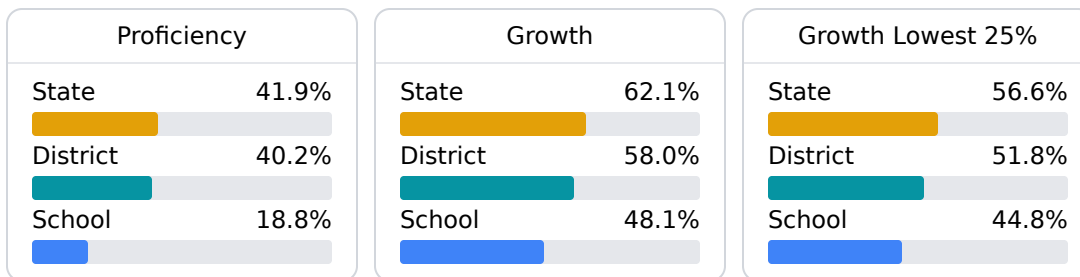 Proficiency
State 41.9%
District 40.2%
School 18.8%
Growth
State 62.1%
District 58.0%
School 48.1%
Growth Lowest 25%
State 56.6%
District 51.8%
School 44.8%